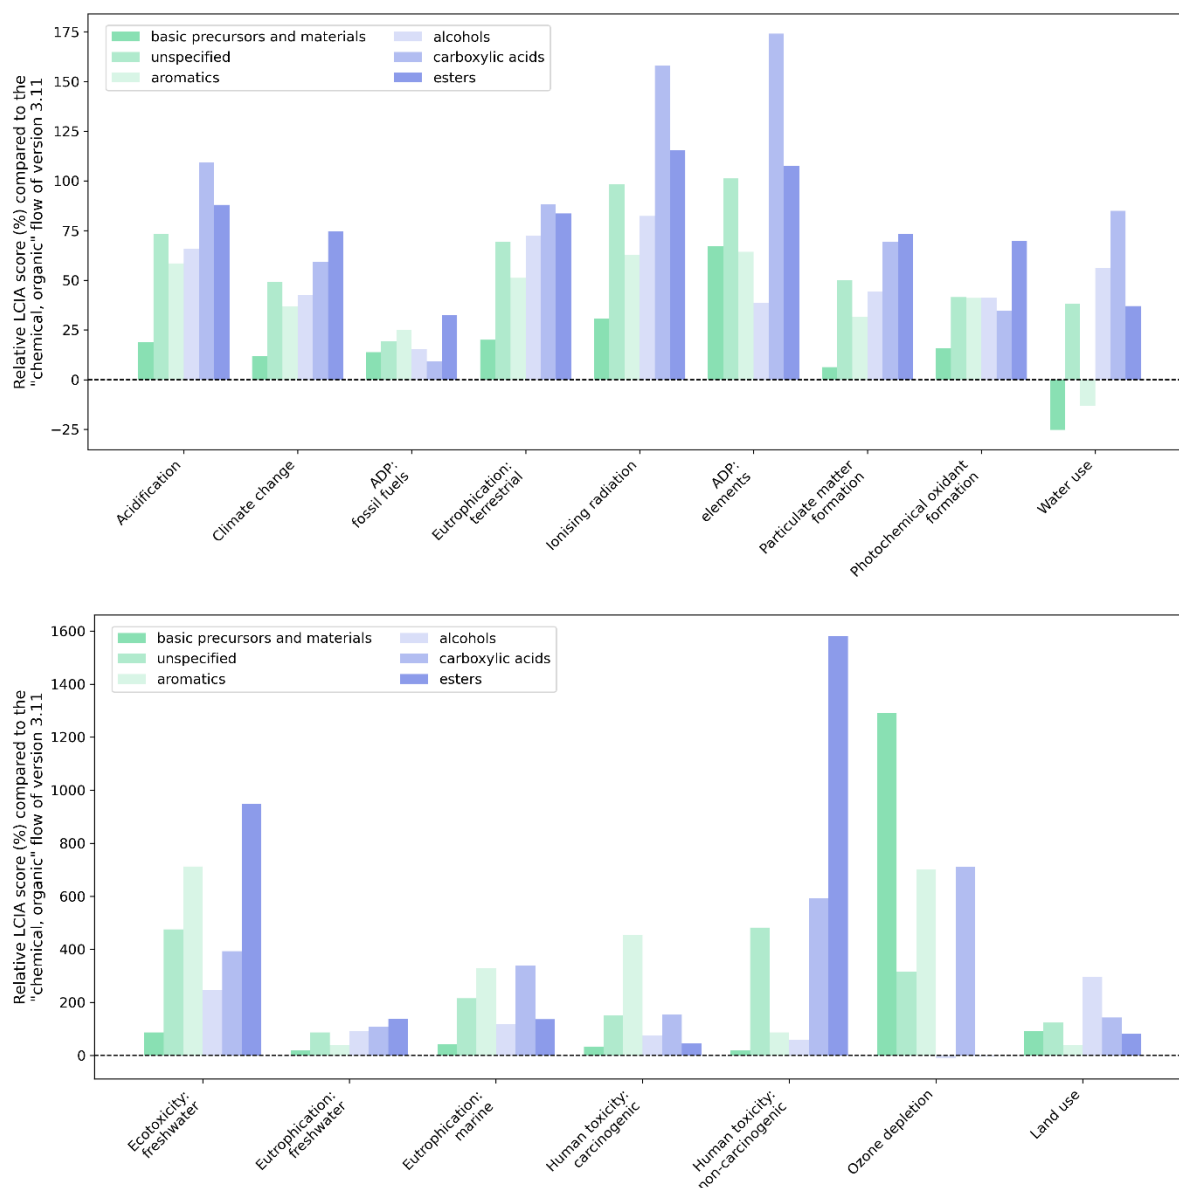 Relative LCIA score (%) compared to the
"chemical, organic" flow of version 3.11
175
150
125
100
75
50
25
0
−25
basic precursors and materials
unspecified
aromatics
alcohols
carboxylic acids
esters
Acidification
Climate change
ADP:
fossil fuels
Eutrophication:
terrestrial
Ionising radiation
ADP:
elements
Particulate matter
formation
Photochemical oxidant
formation
Water use
Relative LCIA score (%) compared to the
"chemical, organic" flow of version 3.11
1600
1400
1200
1000
800
600
400
200
0
basic precursors and materials
unspecified
aromatics
alcohols
carboxylic acids
esters
Ecotoxicity:
freshwater
Eutrophication:
freshwater
Eutrophication:
marine
Human toxicity:
carcinogenic
Human toxicity:
non-carcinogenic
Ozone depletion
Land use